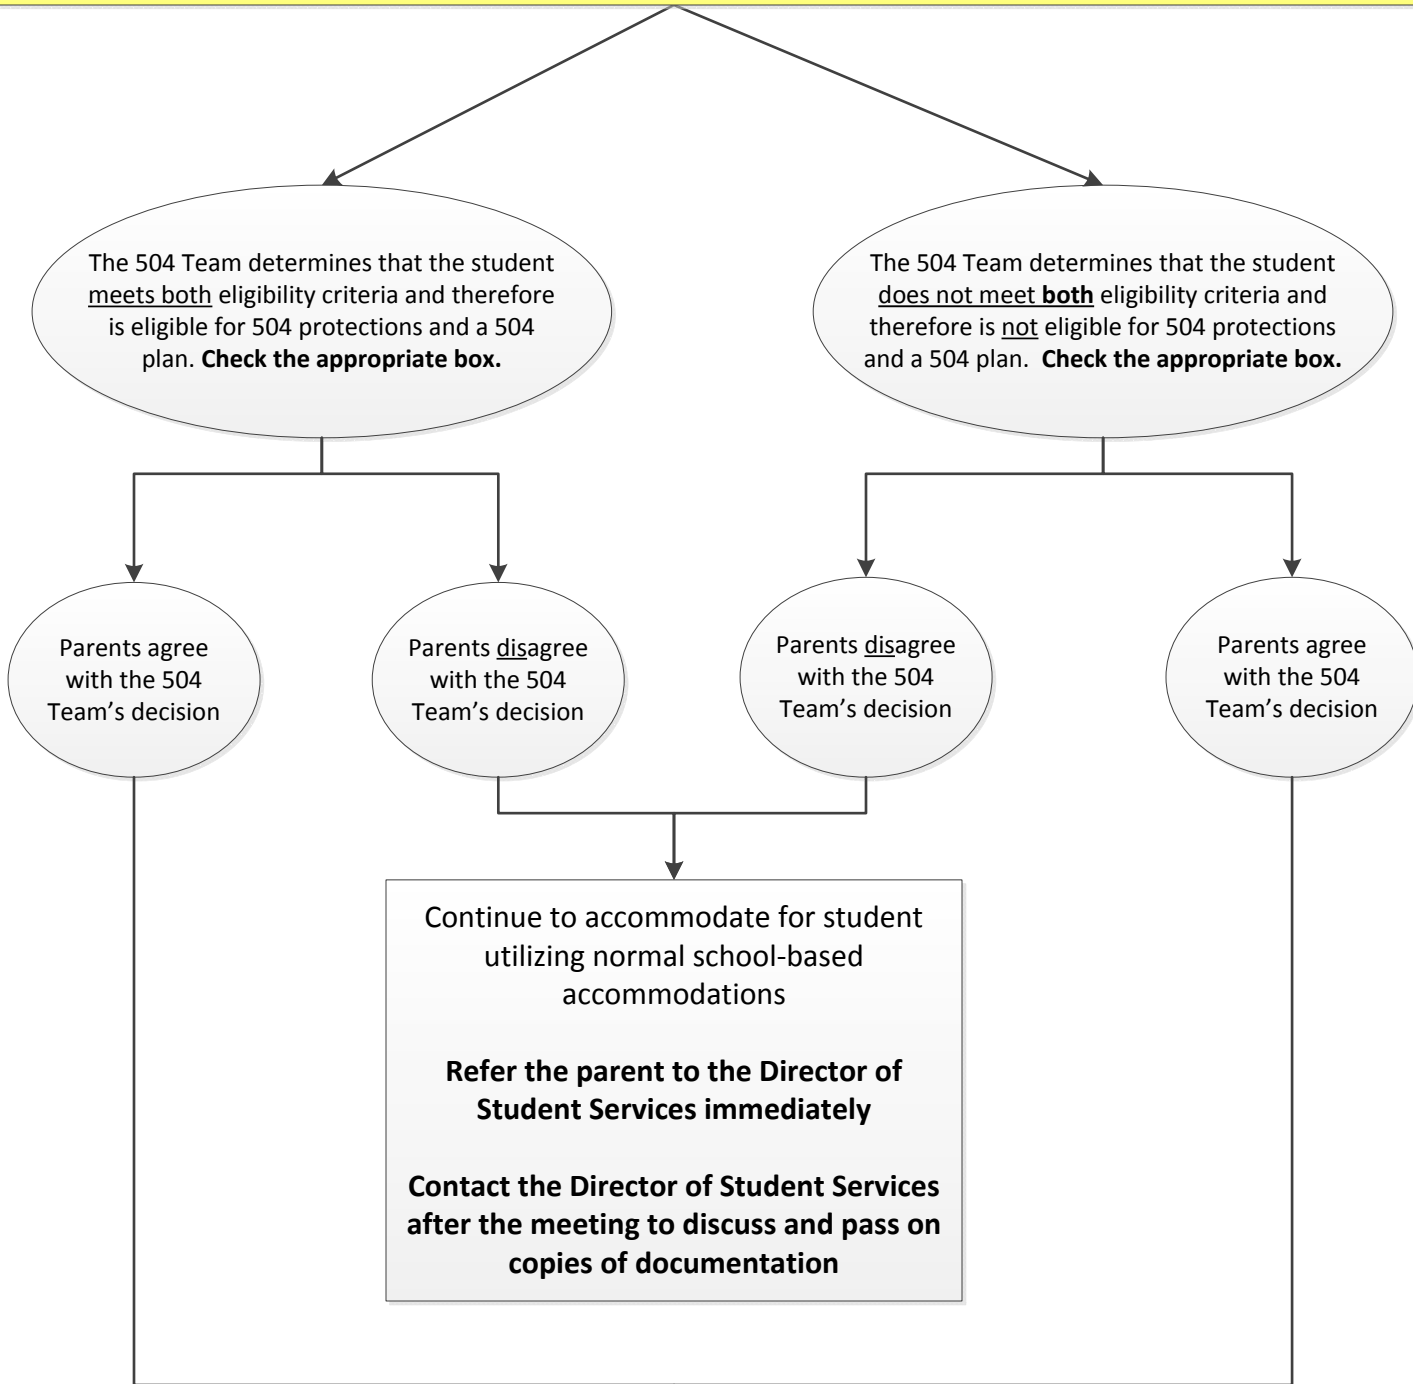 The 504 Team determines that the student
meets both eligibility criteria and therefore
is eligible for 504 protections and a 504
plan. Check the appropriate box.
The 504 Team determines that the student
does not meet both eligibility criteria and
therefore is not eligible for 504 protections
and a 504 plan.  Check the appropriate box.
Parents agree
with the 504
Team’s decision
Parents disagree
with the 504
Team’s decision
Parents disagree
with the 504
Team’s decision
Parents agree
with the 504
Team’s decision
Continue to accommodate for student
utilizing normal school-based
accommodations
Refer the parent to the Director of
Student Services immediately
Contact the Director of Student Services
after the meeting to discuss and pass on
copies of documentation